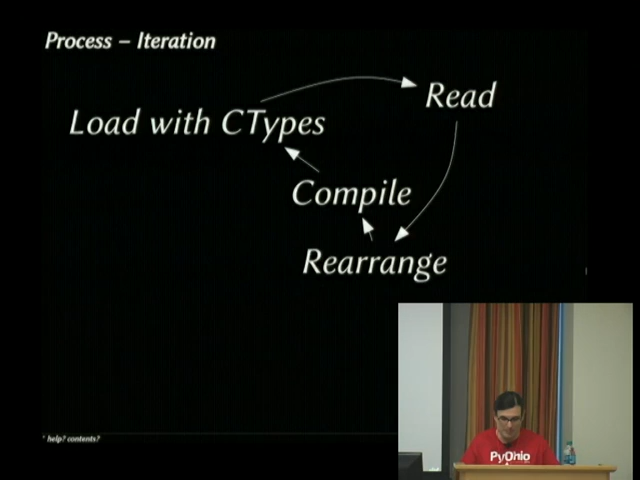 Process – Iteration
Read
Load with CTypes
Compile
Rearrange
* help? contents?
PyOhio